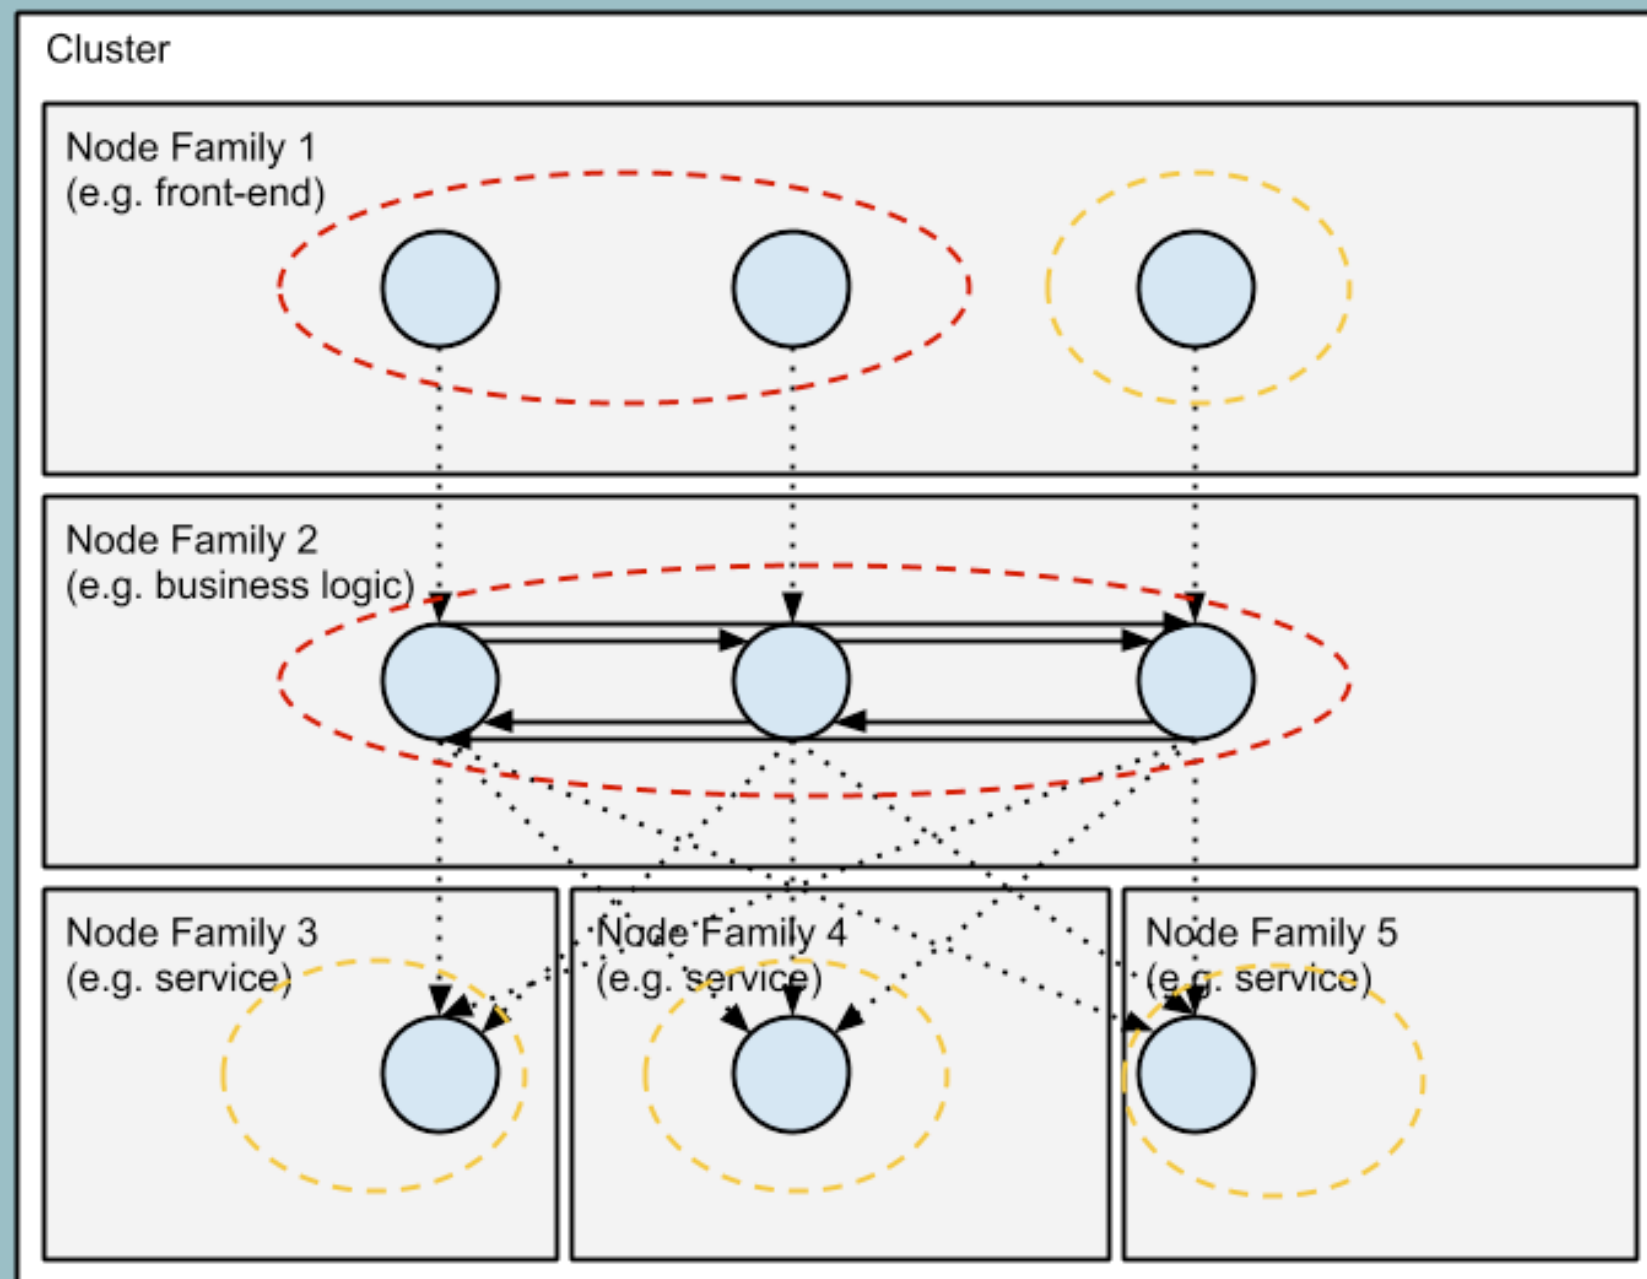 Cluster
Node Family 1
(e.g. front-end)
Node Family 2
(e.g. business logic)
Node Family 3
(e.g. service)
Node Family 4
(e.g. service)
Node Family 5
(e.g. service)